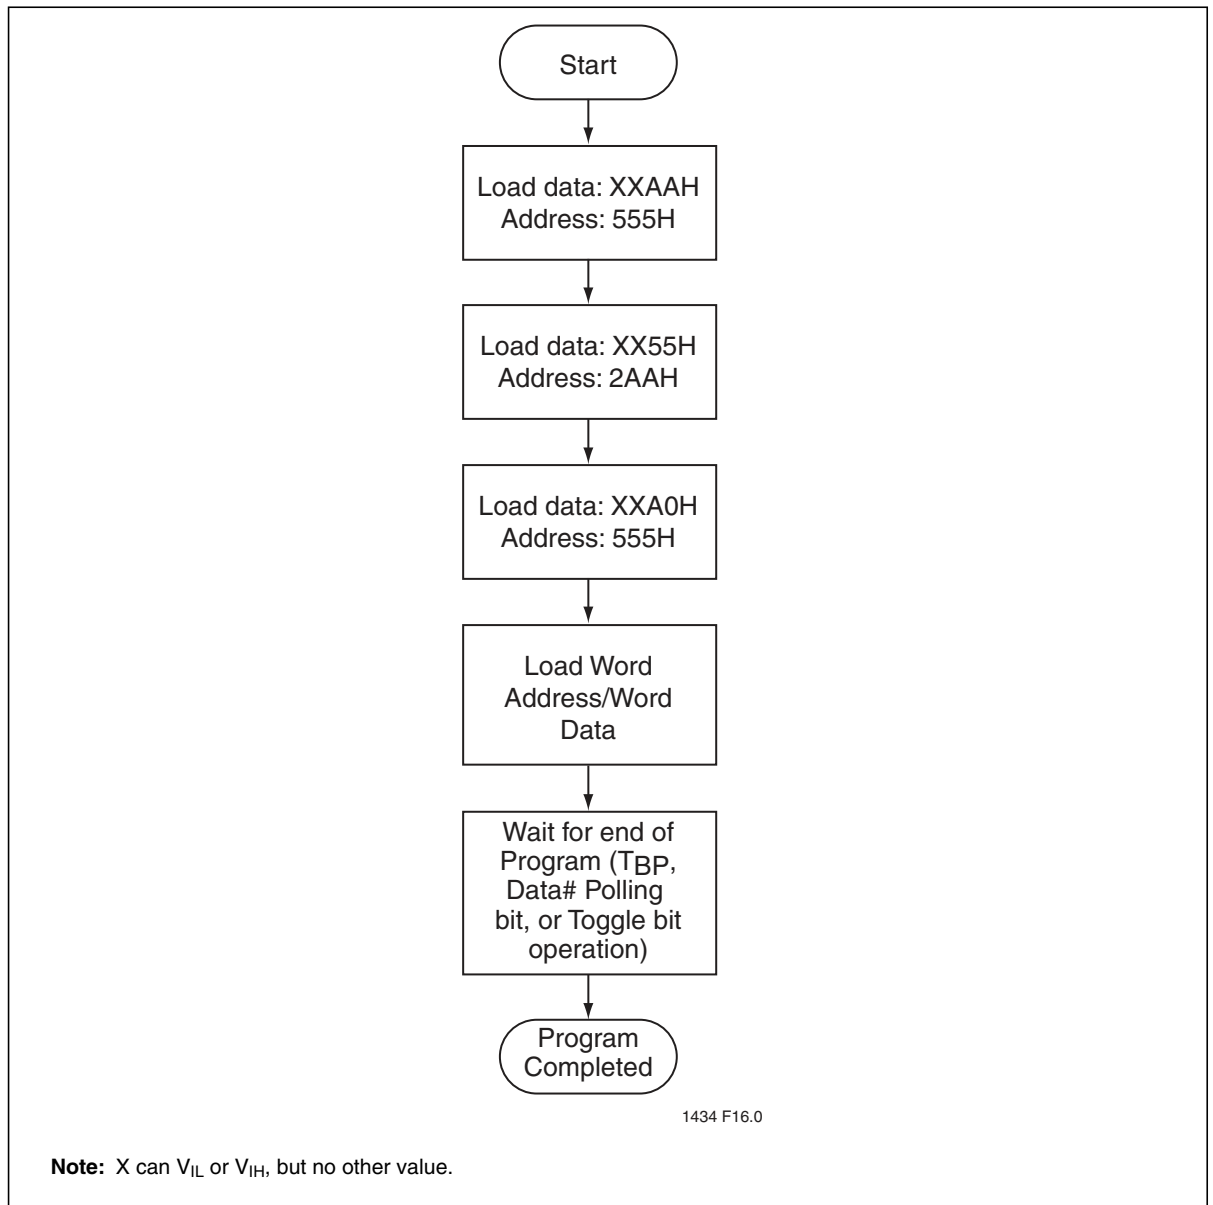 Start
Load data: XXAAH
Address: 555H
Load data: XX55H
Address: 2AAH
Load data: XXA0H
Address: 555H
Load Word
Address/Word
Data
Wait for end of
Program (TBP,
Data# Polling
bit, or Toggle bit
operation)
Program
Completed
1434 F16.0
Note: X can VIL or VIH, but no other value.